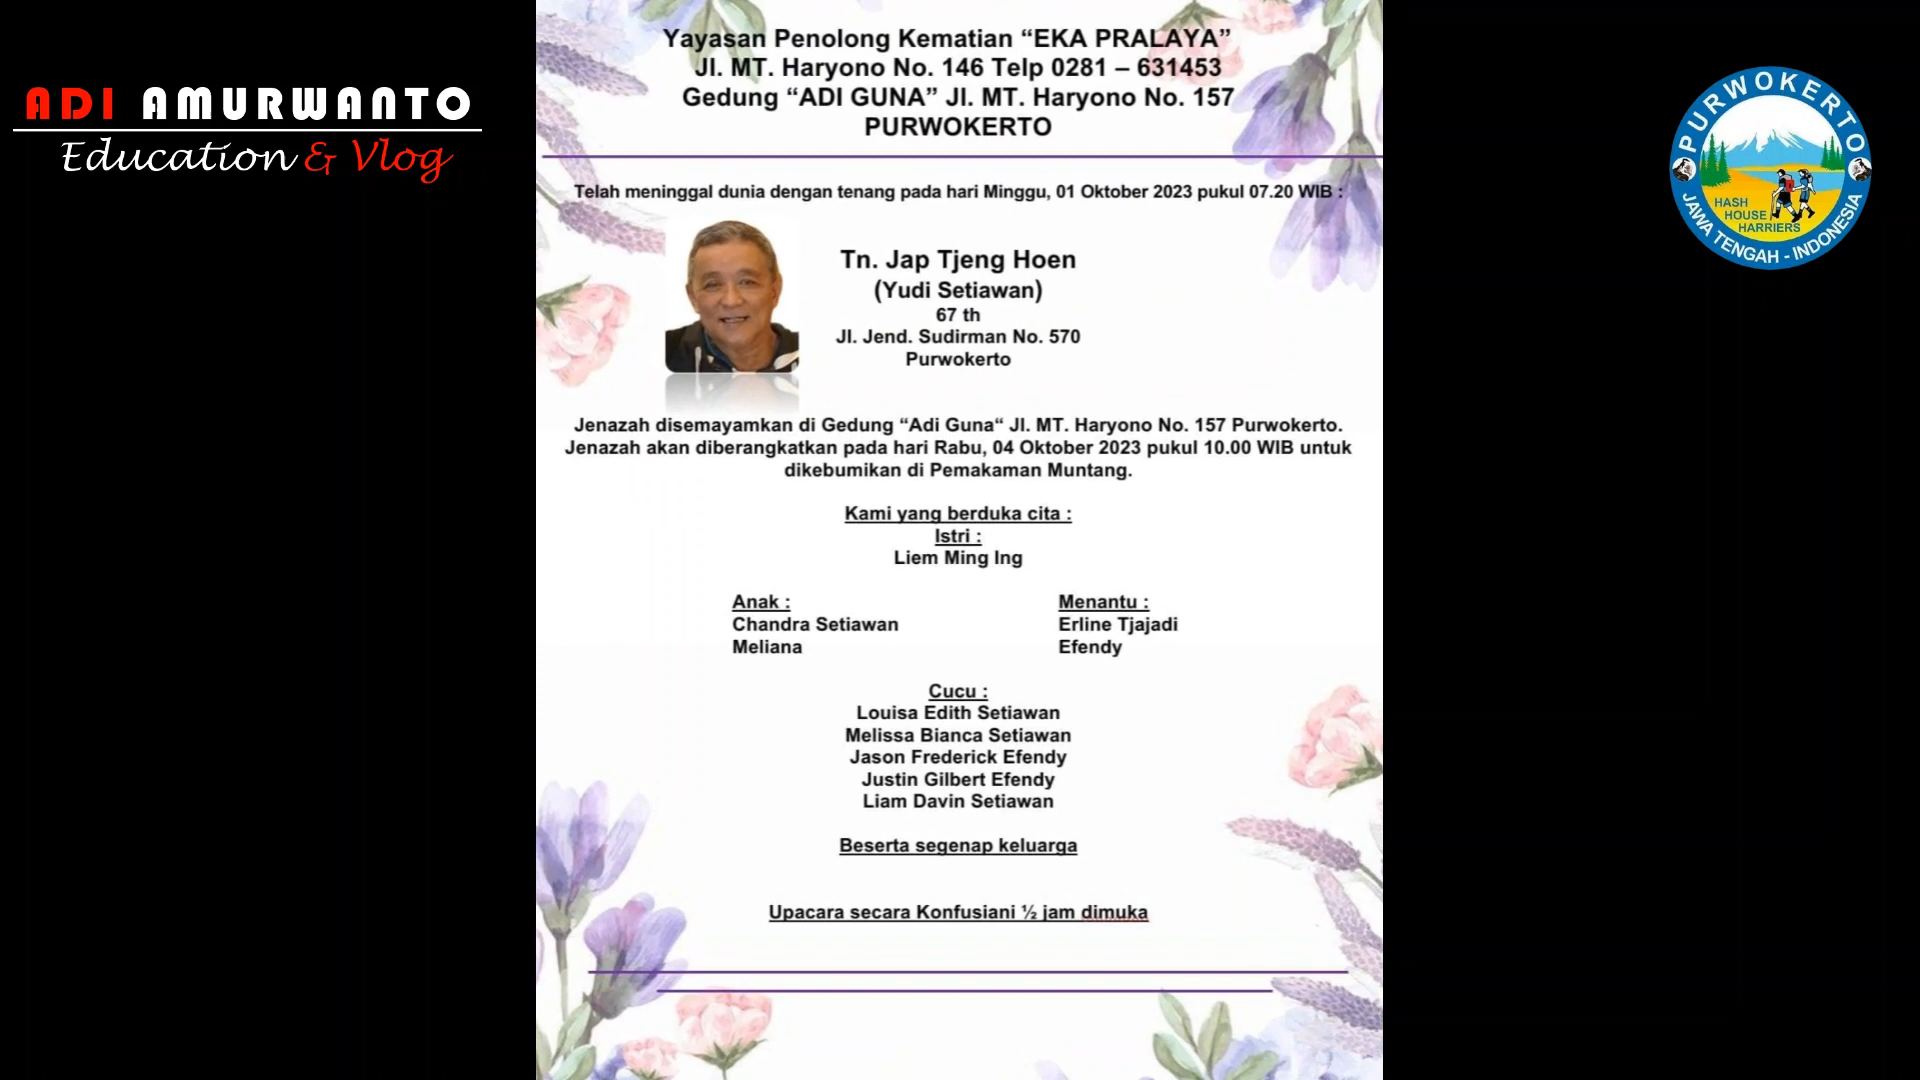 ADI AMURWANTO
Education & Vlog
Yayasan Penolong Kematian “EKA PRALAYA”
Jl. MT. Haryono No. 146 Telp 0281 – 631453
Gedung “ADI GUNA” Jl. MT. Haryono No. 157
PURWOKERTO
Telah meninggal dunia dengan tenang pada hari Minggu, 01 Oktober 2023 pukul 07.20 WIB :
Tn. Jap Tjeng Hoen
(Yudi Setiawan)
67 th
Jl. Jend. Sudirman No. 570
Purwokerto
Jenazah disemayamkan di Gedung “Adi Guna“ Jl. MT. Haryono No. 157 Purwokerto.
Jenazah akan diberangkatkan pada hari Rabu, 04 Oktober 2023 pukul 10.00 WIB untuk
dikebumikan di Pemakaman Muntang.
Kami yang berduka cita :
Istri :
Liem Ming Ing
Anak :
Chandra Setiawan
Meliana
Menantu :
Erline Tjajadi
Efendy
Cucu :
Louisa Edith Setiawan
Melissa Bianca Setiawan
Jason Frederick Efendy
Justin Gilbert Efendy
Liam Davin Setiawan
Beserta segenap keluarga
Upacara secara Konfusiani ½ jam dimuka
PURWOKERTO
HASH
HOUSE
HARRIERS
JAWA TENGAH - INDONESIA